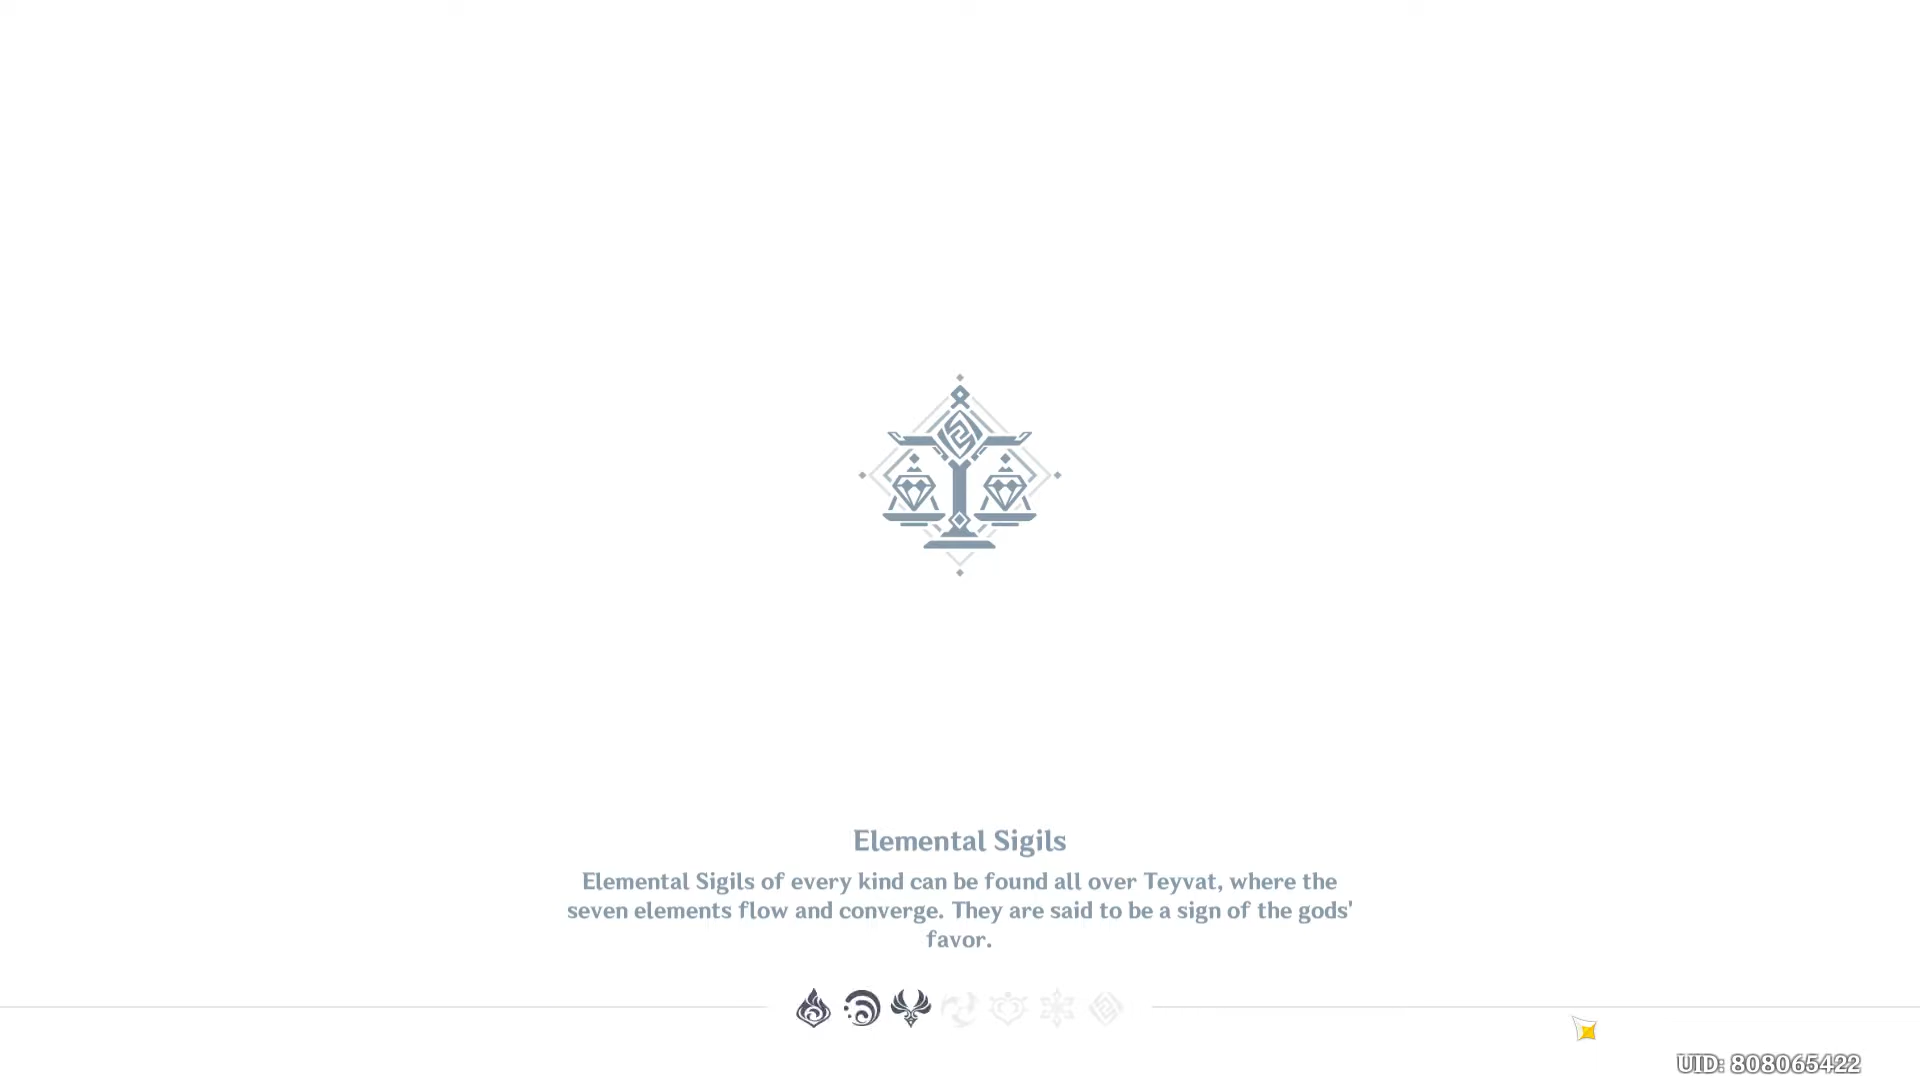 Elemental Sigils
Elemental Sigils of every kind can be found all over Teyvat, where the
seven elements flow and converge. They are said to be a sign of the gods'
favor.
UID: 808065422